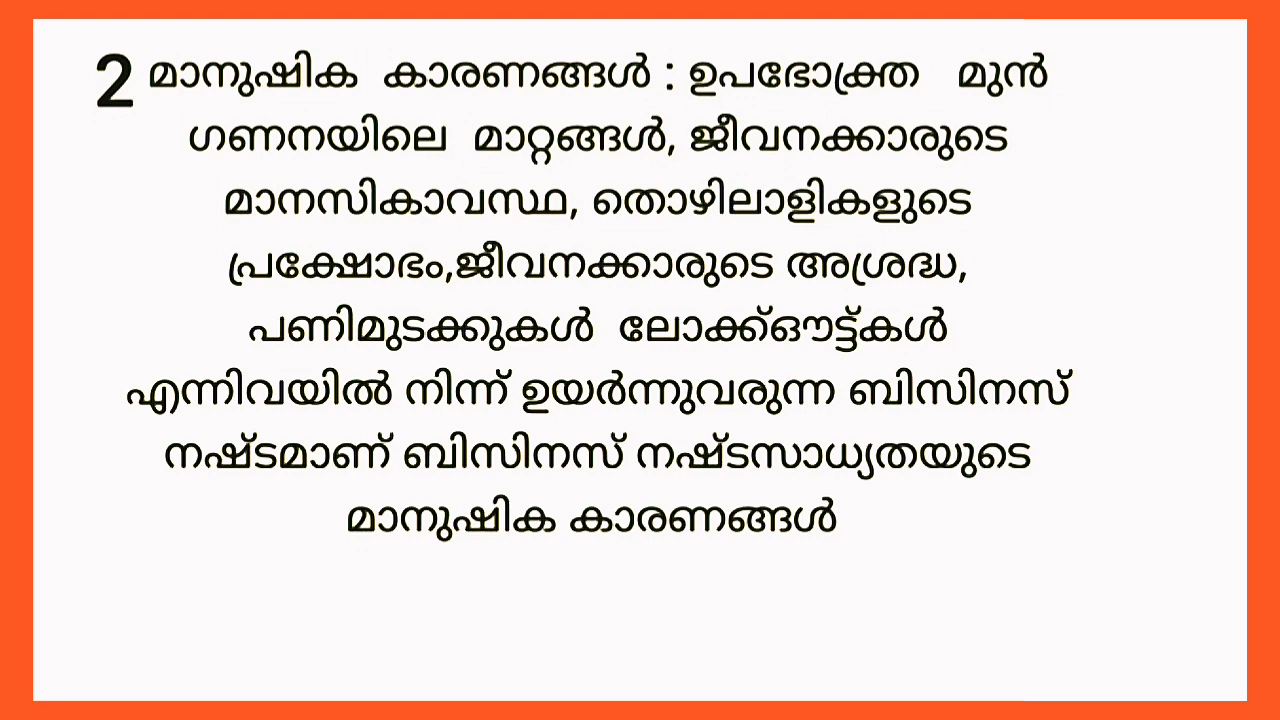 2 മാനുഷിക കാരണങ്ങൾ : ഉപഭോക്ത്ര മുൻ
ഗണനയിലെ മാറ്റങ്ങൾ, ജീവനക്കാരുടെ
മാനസികാവസ്ഥ, തൊഴിലാളികളുടെ
പ്രക്ഷോഭം,ജീവനക്കാരുടെ അശ്രദ്ധ,
പണിമുടക്കുകൾ ലോക്ക്ഔട്ട്കൾ
എന്നിവയിൽ നിന്ന് ഉയർന്നുവരുന്ന ബിസിനസ്
നഷ്ടമാണ് ബിസിനസ് നഷ്ടസാധ്യതയുടെ
മാനുഷിക കാരണങ്ങൾ